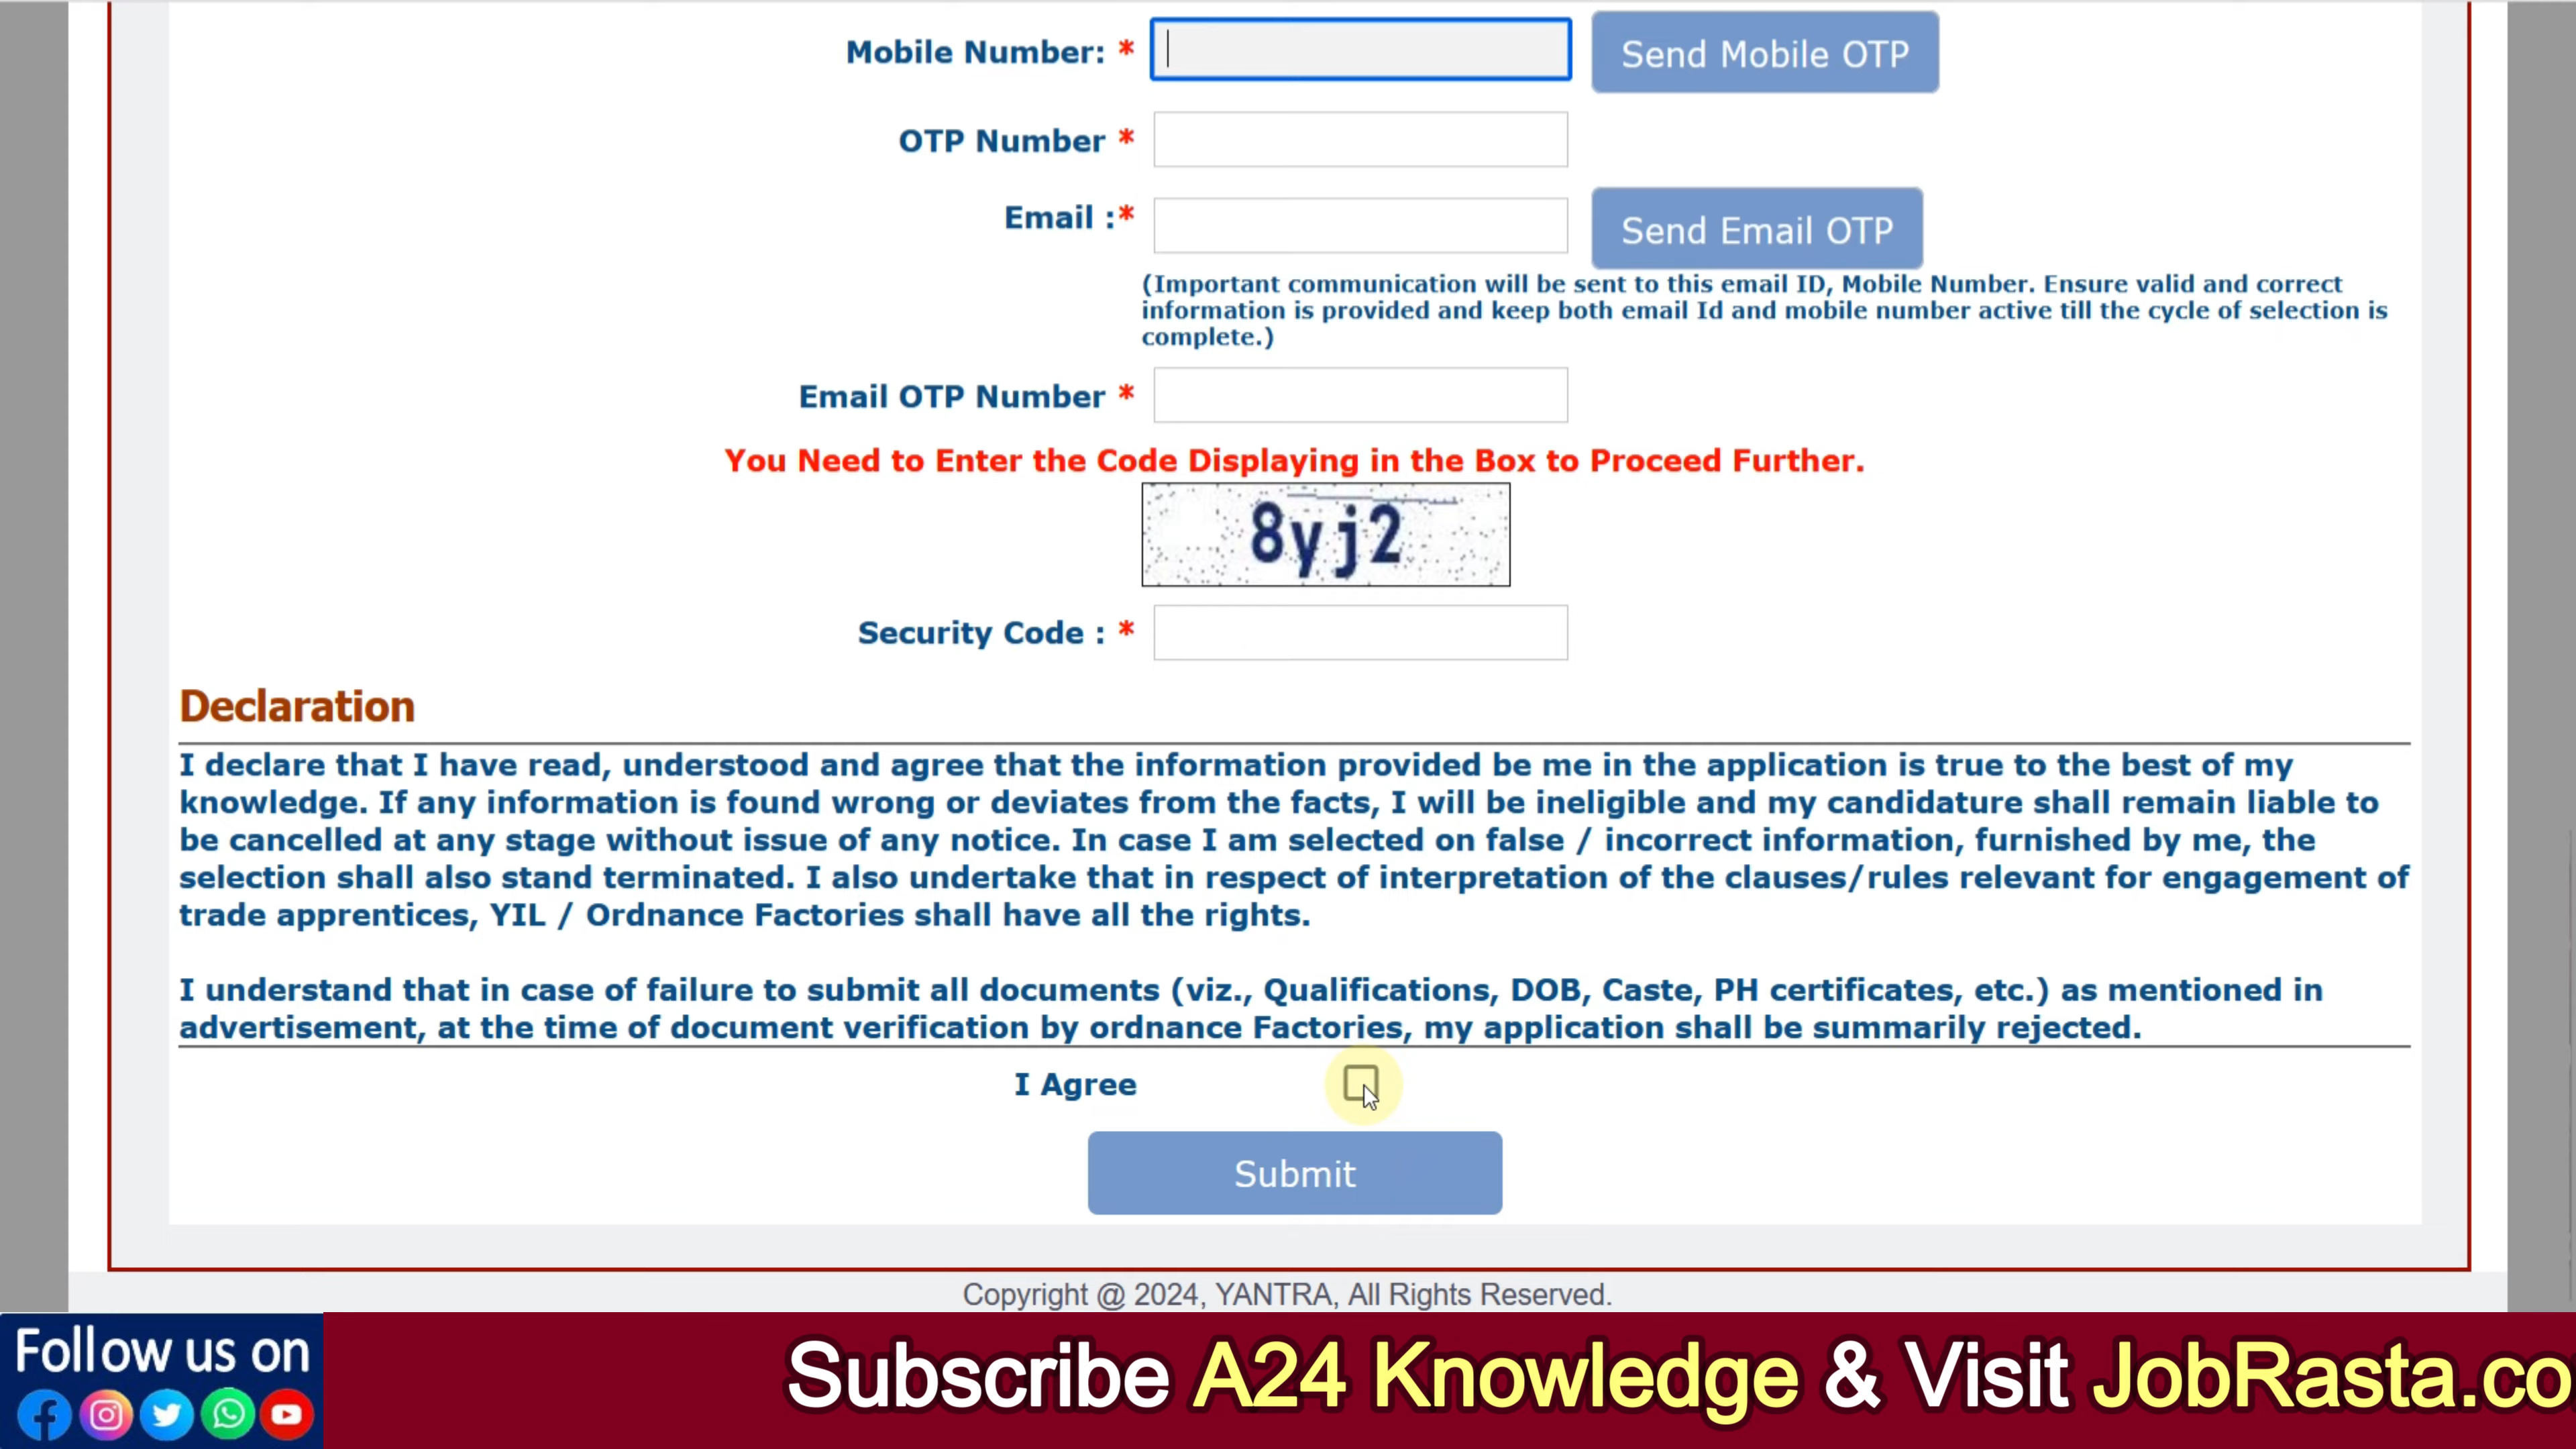 Mobile Number: *
Send Mobile OTP
OTP Number *
Email :*
Send Email OTP
(Important communication will be sent to this email ID, Mobile Number. Ensure valid and correct
information is provided and keep both email Id and mobile number active till the cycle of selection is
complete.)
Email OTP Number *
You Need to Enter the Code Displaying in the Box to Proceed Further.
8yj2
Security Code : *
Declaration
I declare that I have read, understood and agree that the information provided be me in the application is true to the best of my
knowledge. If any information is found wrong or deviates from the facts, I will be ineligible and my candidature shall remain liable to
be cancelled at any stage without issue of any notice. In case I am selected on false / incorrect information, furnished by me, the
selection shall also stand terminated. I also undertake that in respect of interpretation of the clauses/rules relevant for engagement of
trade apprentices, YIL / Ordnance Factories shall have all the rights.
I understand that in case of failure to submit all documents (viz., Qualifications, DOB, Caste, PH certificates, etc.) as mentioned in
advertisement, at the time of document verification by ordnance Factories, my application shall be summarily rejected.
I Agree
Submit
Copyright @ 2024, YANTRA, All Rights Reserved.
Follow us on
Subscribe A24 Knowledge & Visit JobRasta.co